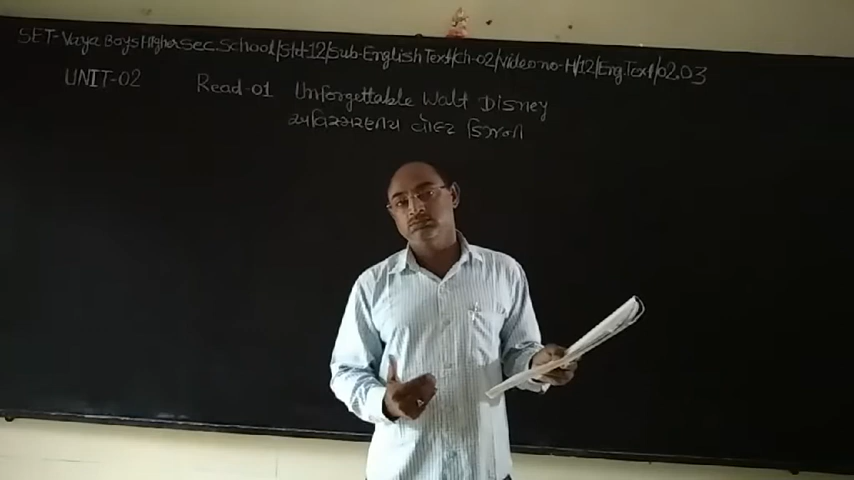 SET-Vaya Boys Higher Sec. School/Std.12/Sub-English Text/Ch-02/Video no-H/12/Eng.Text/02.03
UNIT-02 Read-01 Unforgettable Walt Disney
અવિસ્મરણીય વોલ્ટ ડિઝની